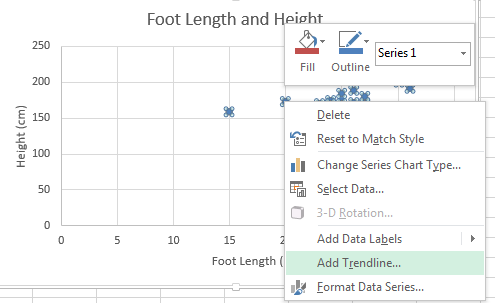 Foot Length and Height
Fill
Outline
Series 1
250
200
150
100
50
0
Height (cm)
0
5
10
15
Foot Length (
Delete
Reset to Match Style
Change Series Chart Type...
Select Data...
3-D Rotation...
Add Data Labels
Add Trendline...
Format Data Series...